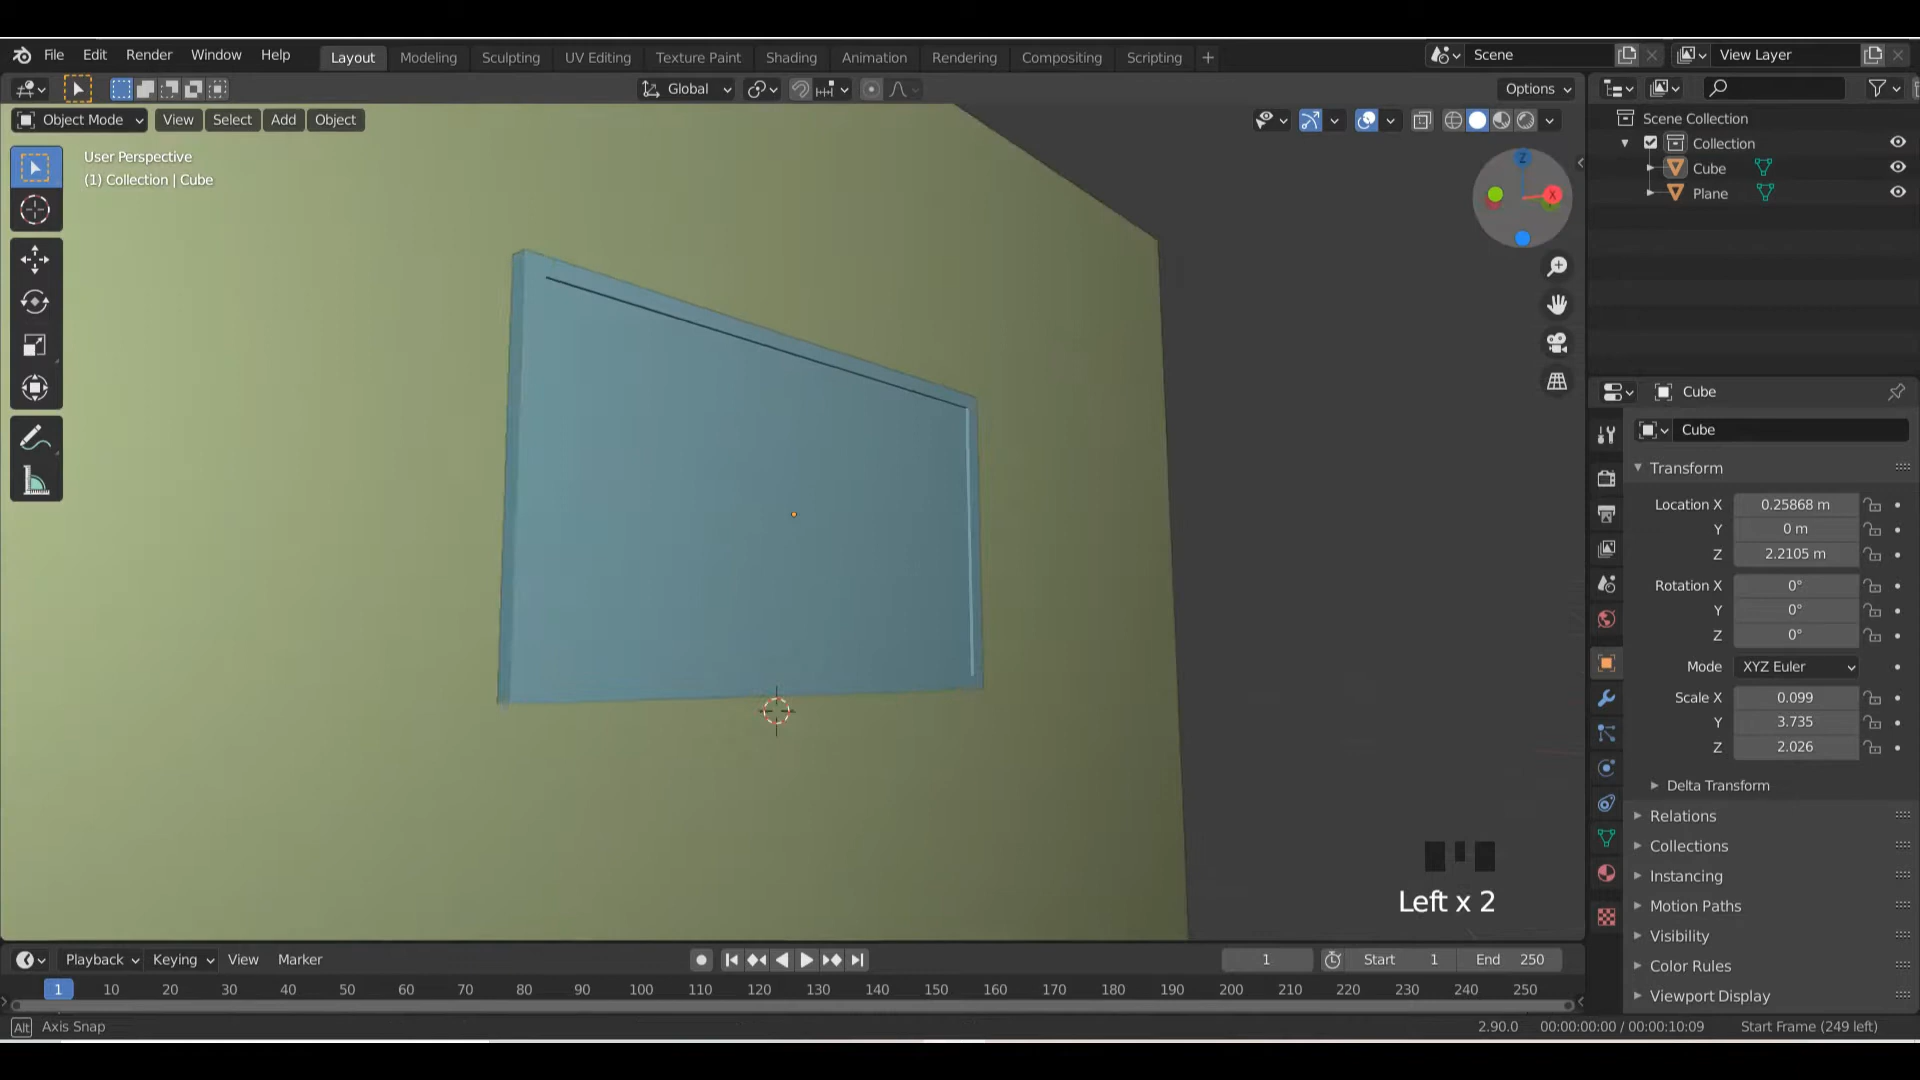 File Edit Render Window Help Layout Modeling Sculpting UV Editing Texture Paint Shading Animation Rendering Compositing Scripting + Scene View Layer
Global Options
Object Mode View Select Add Object
User Perspective
(1) Collection | Cube
Z
X
Left x 2
Scene Collection
Collection
Cube
Plane
Cube
Cube
Transform
Location X 0.25868 m
Y 0 m
Z 2.2105 m
Rotation X 0°
Y 0°
Z 0°
Mode XYZ Euler
Scale X 0.099
Y 3.735
Z 2.026
Delta Transform
Relations
Collections
Instancing
Motion Paths
Visibility
Color Rules
Viewport Display
Playback Keying View Marker 1 Start 1 End 250
1 10 20 30 40 50 60 70 80 90 100 110 120 130 140 150 160 170 180 190 200 210 220 230 240 250
Alt Axis Snap 2.90.0 00:00:00:00 / 00:00:10:09 Start Frame (249 left)